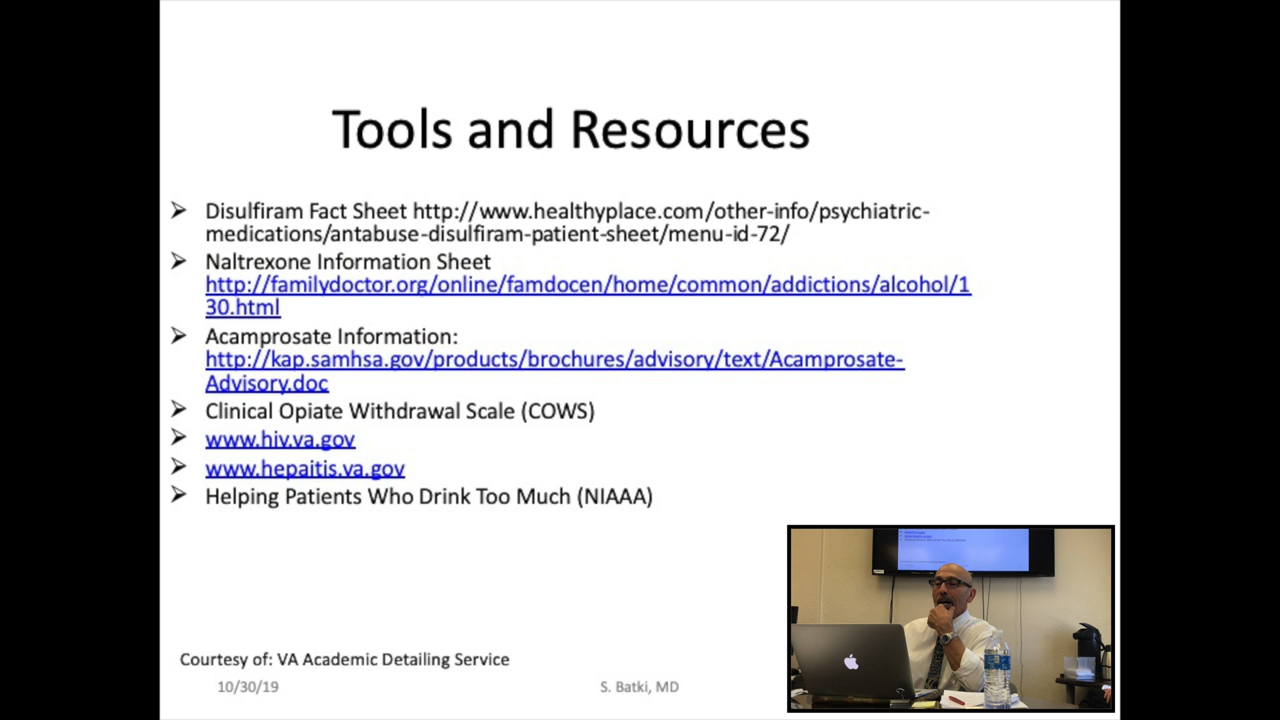 Tools and Resources
➢ Disulfiram Fact Sheet http://www.healthyplace.com/other-info/psychiatric-
medications/antabuse-disulfiram-patient-sheet/menu-id-72/
➢ Naltrexone Information Sheet
http://familydoctor.org/online/famdocen/home/common/addictions/alcohol/1
30.html
➢ Acamprosate Information:
http://kap.samhsa.gov/products/brochures/advisory/text/Acamprosate-
Advisory.doc
➢ Clinical Opiate Withdrawal Scale (COWS)
➢ www.hiv.va.gov
➢ www.hepaitis.va.gov
➢ Helping Patients Who Drink Too Much (NIAAA)
Courtesy of: VA Academic Detailing Service
10/30/19
S. Batki, MD